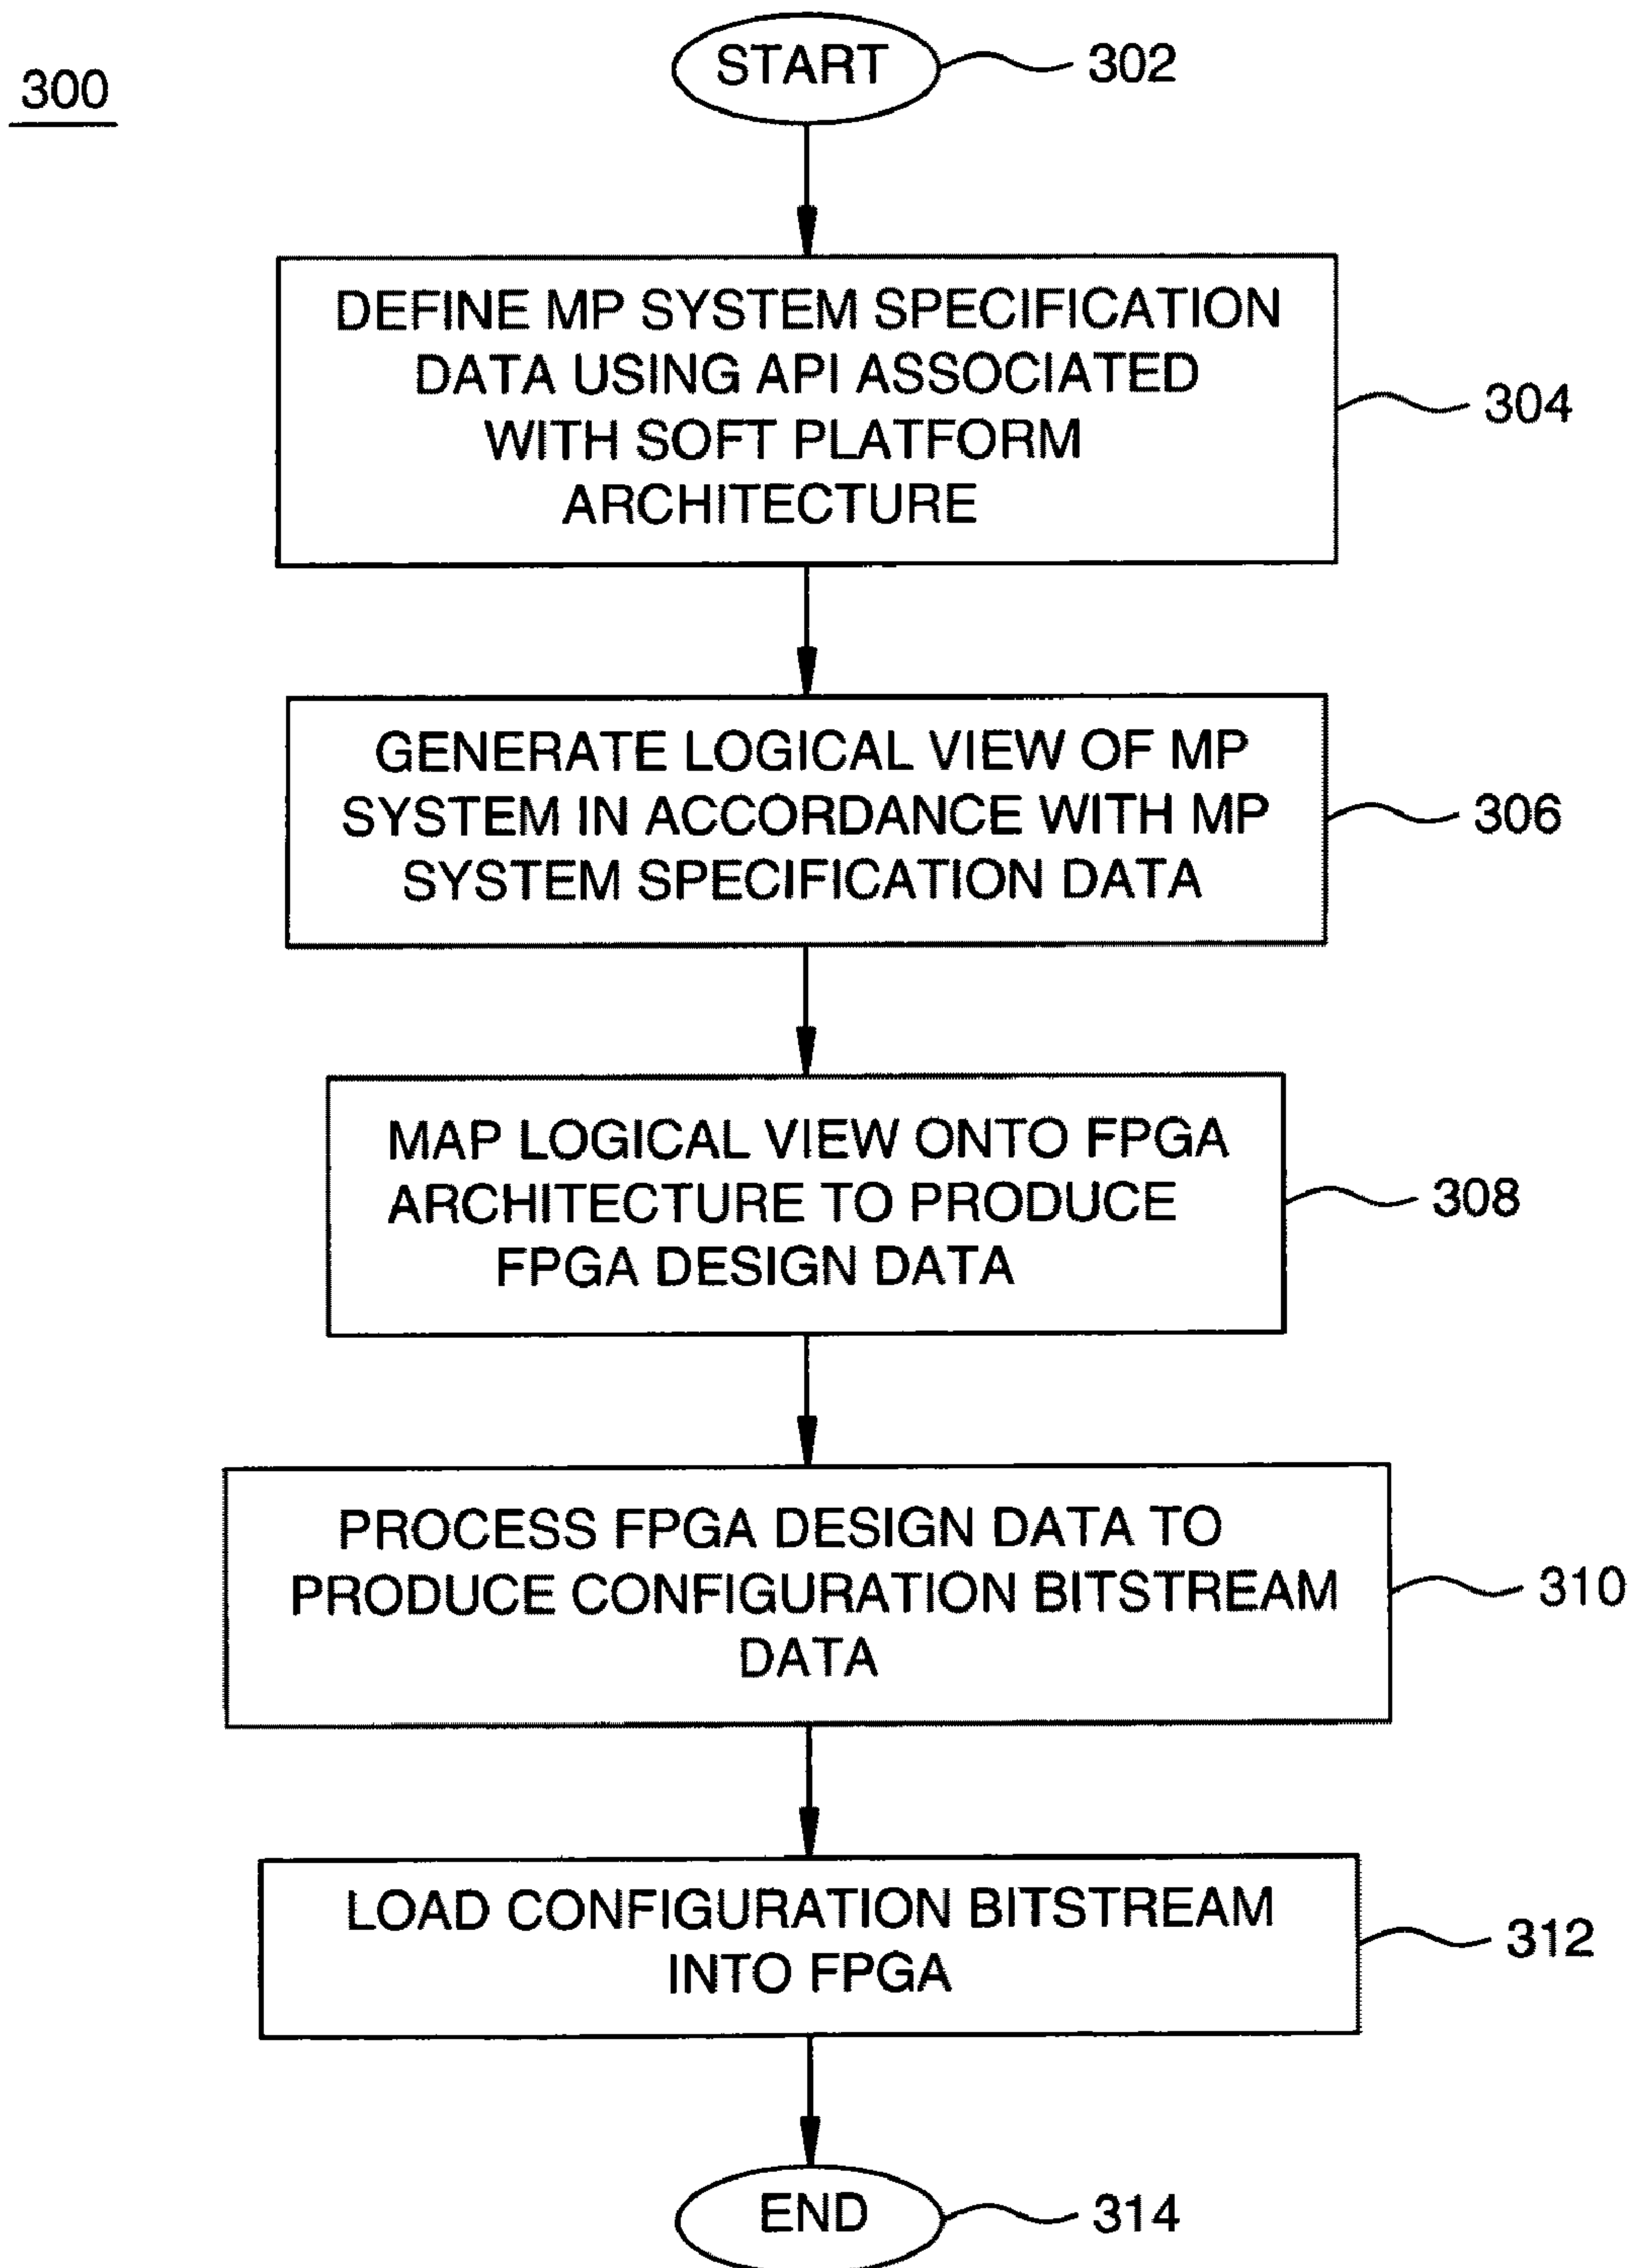 300
START
302
DEFINE MP SYSTEM SPECIFICATION
DATA USING API ASSOCIATED
WITH SOFT PLATFORM
ARCHITECTURE
304
GENERATE LOGICAL VIEW OF MP
SYSTEM IN ACCORDANCE WITH MP
SYSTEM SPECIFICATION DATA
306
MAP LOGICAL VIEW ONTO FPGA
ARCHITECTURE TO PRODUCE
FPGA DESIGN DATA
308
PROCESS FPGA DESIGN DATA TO
PRODUCE CONFIGURATION BITSTREAM
DATA
310
LOAD CONFIGURATION BITSTREAM
INTO FPGA
312
END
314